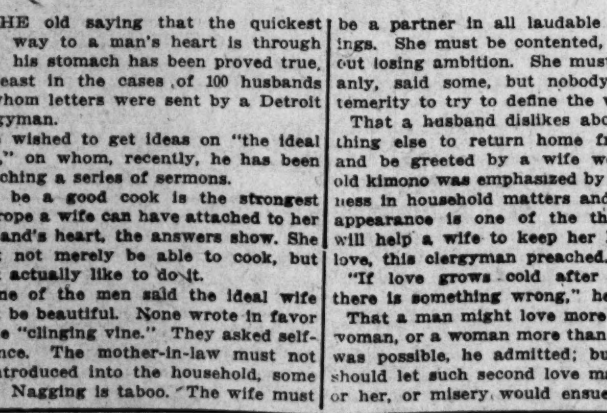 HE old saying that the quickest
way to a man's heart is through
his stomach has been proved true,
east in the cases of 100 husbands
whom letters were sent by a Detroit
gyman.
wished to get ideas on "the ideal
," on whom, recently, he has been
ching a series of sermons.
be a good cook is the strongest
rope a wife can have attached to her
and's heart, the answers show. She
not merely be able to cook, but
actually like to do it.
ne of the men said the ideal wife
be beautiful. None wrote in favor
e "clinging vine." They asked self-
nce. The mother-in-law must not
ntroduced into the household, some
Nagging is taboo. The wife must
be a partner in all laudable
ings. She must be contented,
out losing ambition. She mus
anly, said some, but nobody
temerity to try to define the
That a husband dislikes abo
thing else to return home f
and be greeted by a wife w
old kimono was emphasized by
ness in household matters and
appearance is one of the th
will help a wife to keep her
love, this clergyman preached.
"If love grows cold after
there is something wrong," he
That a man might love more
woman, or a woman more than
was possible, he admitted; bu
should let such second love ma
or her, or misery would ensue